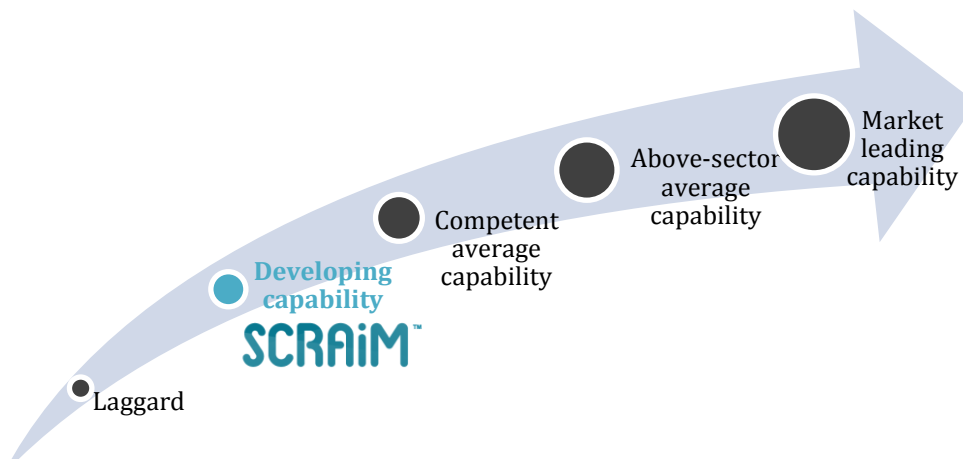 Laggard
Developing
capability
SCRAiM™
Competent
average
capability
Above-sector
average
capability
Market
leading
capability